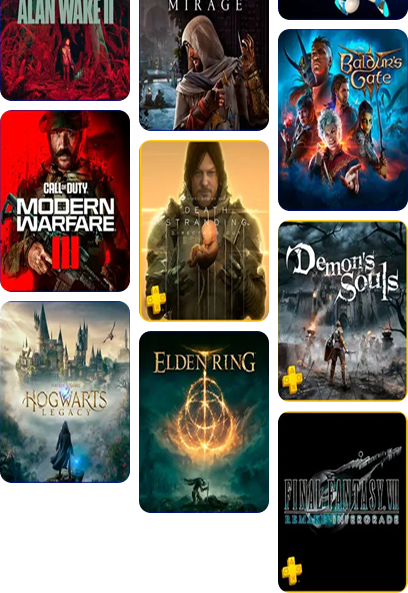 ALAN WAKE II
MIRAGE
Baldur's
Gate
CALL OF DUTY
MODERN
WARFARE
III
DEATH
STRANDING
Demon's
Souls
HOGWARTS
LEGACY
ELDEN RING
FINAL FANTASY VII
REMAKE INTERGRADE